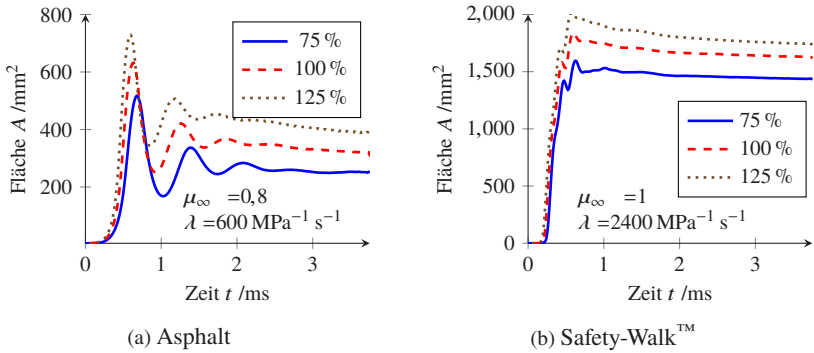 800
600
400
200
0
1
2
3
Fläche A /mm²
Zeit t /ms
75 %
100 %
125 %
μ∞ =0,8
λ =600 MPa⁻¹ s⁻¹
(a) Asphalt
2,000
1,500
1,000
500
0
0
1
2
3
Fläche A /mm²
Zeit t /ms
75 %
100 %
125 %
μ∞ =1
λ =2400 MPa⁻¹ s⁻¹
(b) Safety-Walk™